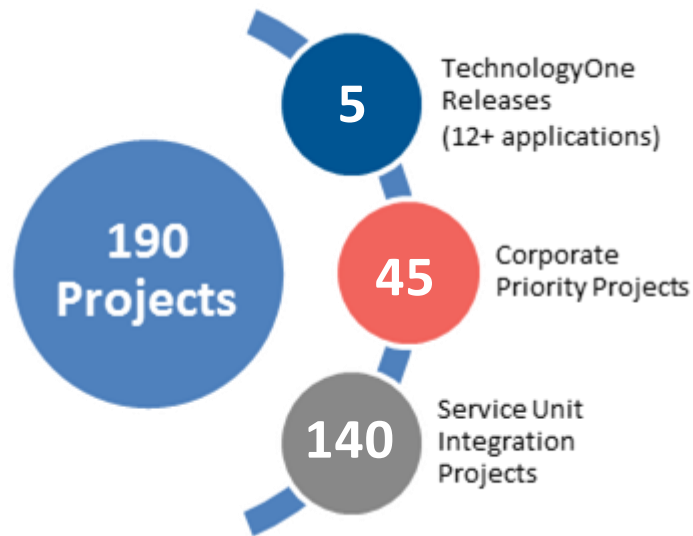 190
Projects
5
TechnologyOne
Releases
(12+ applications)
45
Corporate
Priority Projects
140
Service Unit
Integration
Projects